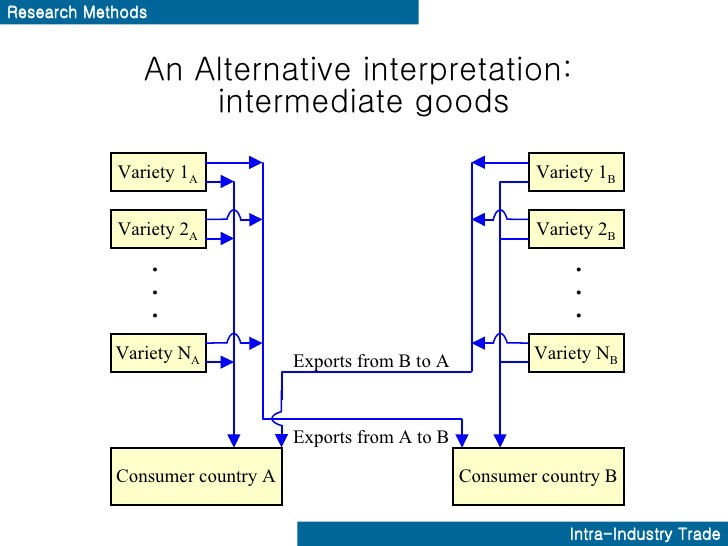 Research Methods
An Alternative interpretation:
intermediate goods
Variety 1A
Variety 1B
Variety 2A
Variety 2B
Variety NA
Variety NB
Exports from B to A
Exports from A to B
Consumer country A
Consumer country B
Intra-Industry Trade